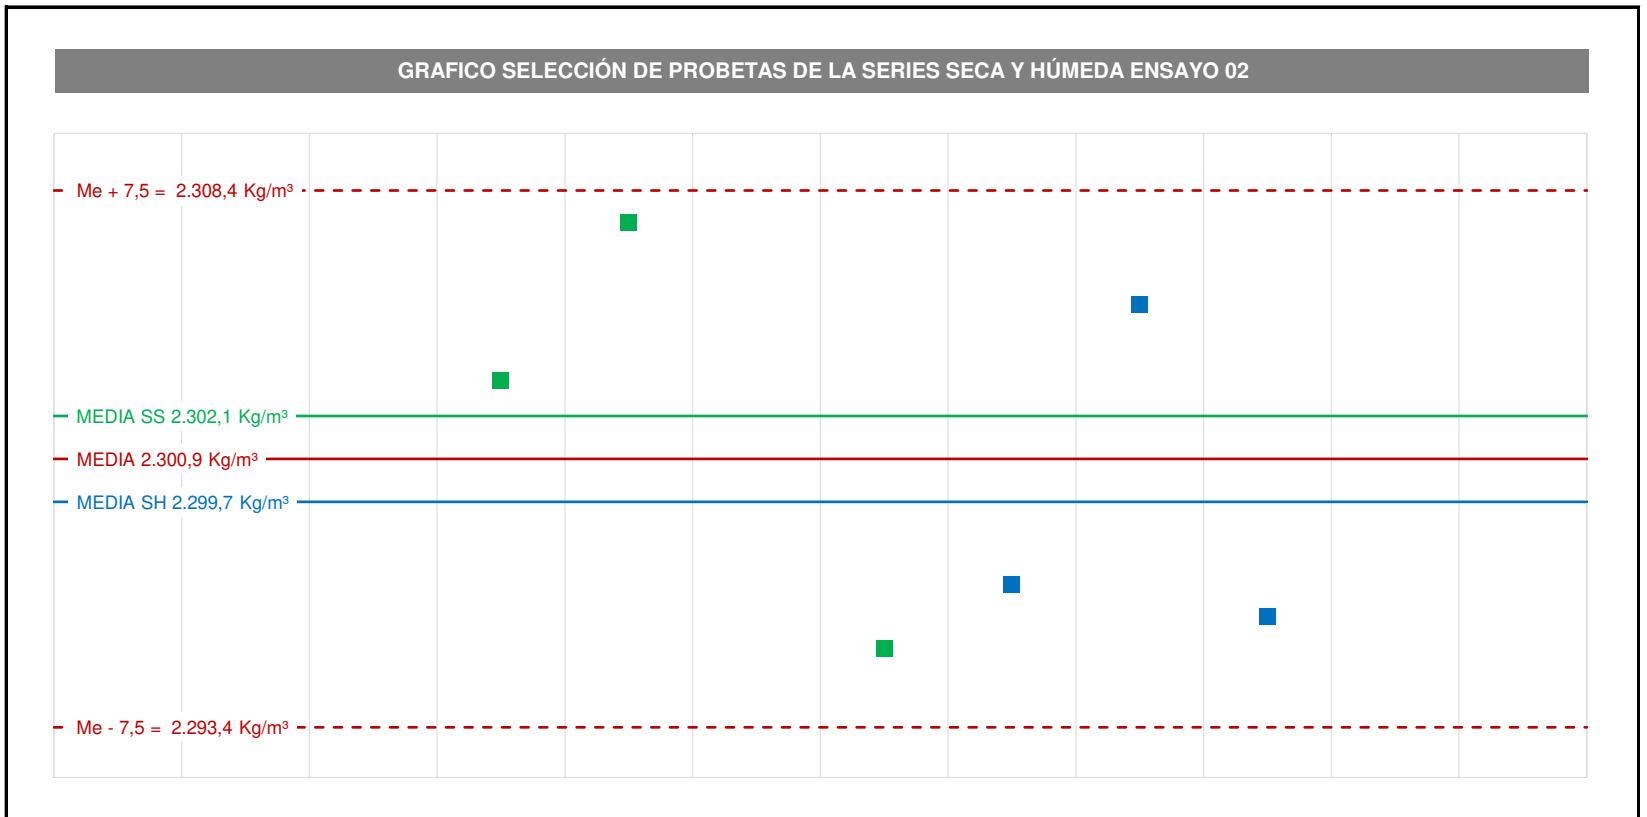 GRAFICO SELECCIÓN DE PROBETAS DE LA SERIES SECA Y HÚMEDA ENSAYO 02
Me + 7,5 = 2.308,4 Kg/m³
MEDIA SS 2.302,1 Kg/m³
MEDIA 2.300,9 Kg/m³
MEDIA SH 2.299,7 Kg/m³
Me - 7,5 = 2.293,4 Kg/m³